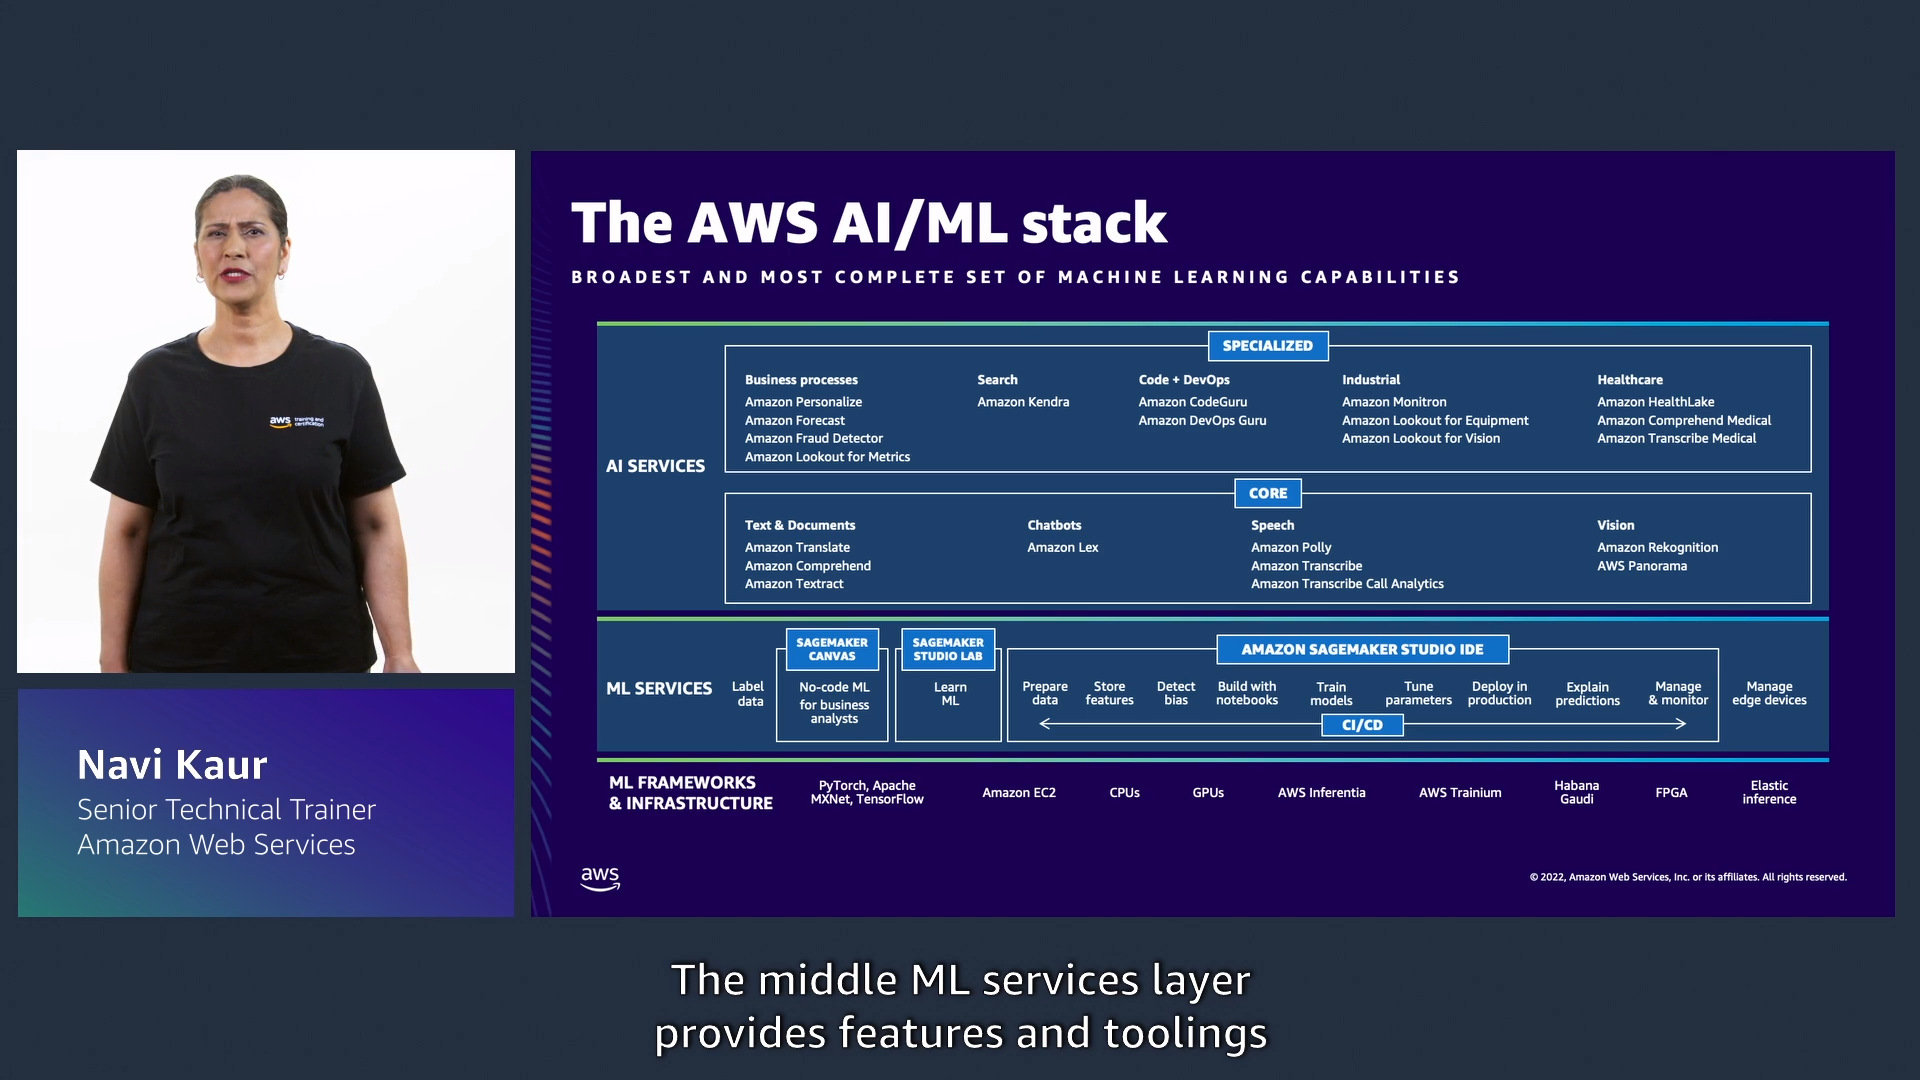 The AWS AI/ML stack
BROADEST AND MOST COMPLETE SET OF MACHINE LEARNING CAPABILITIES
AI SERVICES
SPECIALIZED
Business processes
Amazon Personalize
Amazon Forecast
Amazon Fraud Detector
Amazon Lookout for Metrics
Search
Amazon Kendra
Code + DevOps
Amazon CodeGuru
Amazon DevOps Guru
Industrial
Amazon Monitron
Amazon Lookout for Equipment
Amazon Lookout for Vision
Healthcare
Amazon HealthLake
Amazon Comprehend Medical
Amazon Transcribe Medical
CORE
Text & Documents
Amazon Translate
Amazon Comprehend
Amazon Textract
Chatbots
Amazon Lex
Speech
Amazon Polly
Amazon Transcribe
Amazon Transcribe Call Analytics
Vision
Amazon Rekognition
AWS Panorama
ML SERVICES
Label
data
SAGEMAKER
CANVAS
No-code ML
for business
analysts
SAGEMAKER
STUDIO LAB
Learn
ML
AMAZON SAGEMAKER STUDIO IDE
Prepare
data
Store
features
Detect
bias
Build with
notebooks
Train
models
Tune
parameters
Deploy in
production
Explain
predictions
Manage
& monitor
CI/CD
Manage
edge devices
ML FRAMEWORKS
& INFRASTRUCTURE
PyTorch, Apache
MXNet, TensorFlow
Amazon EC2
CPUs
GPUs
AWS Inferentia
AWS Trainium
Habana
Gaudi
FPGA
Elastic
inference
aws
© 2022, Amazon Web Services, Inc. or its affiliates. All rights reserved.
aws
training and
certification
Navi Kaur
Senior Technical Trainer
Amazon Web Services
The middle ML services layer
provides features and toolings